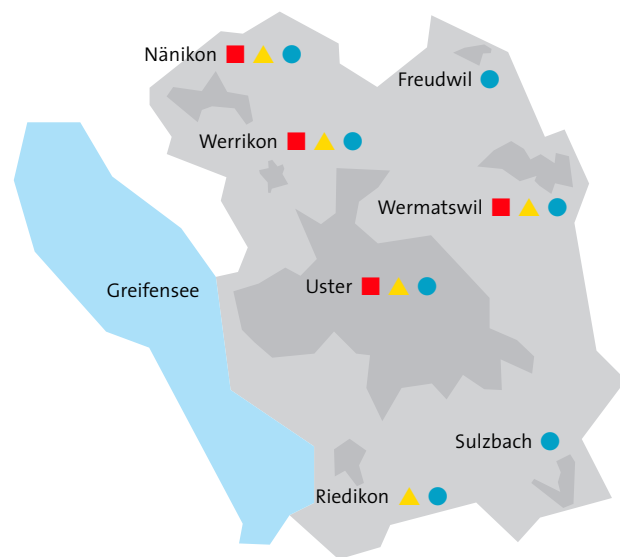 Nänikon
Freudwil
Werrikon
Wermatswil
Uster
Greifensee
Sulzbach
Riedikon